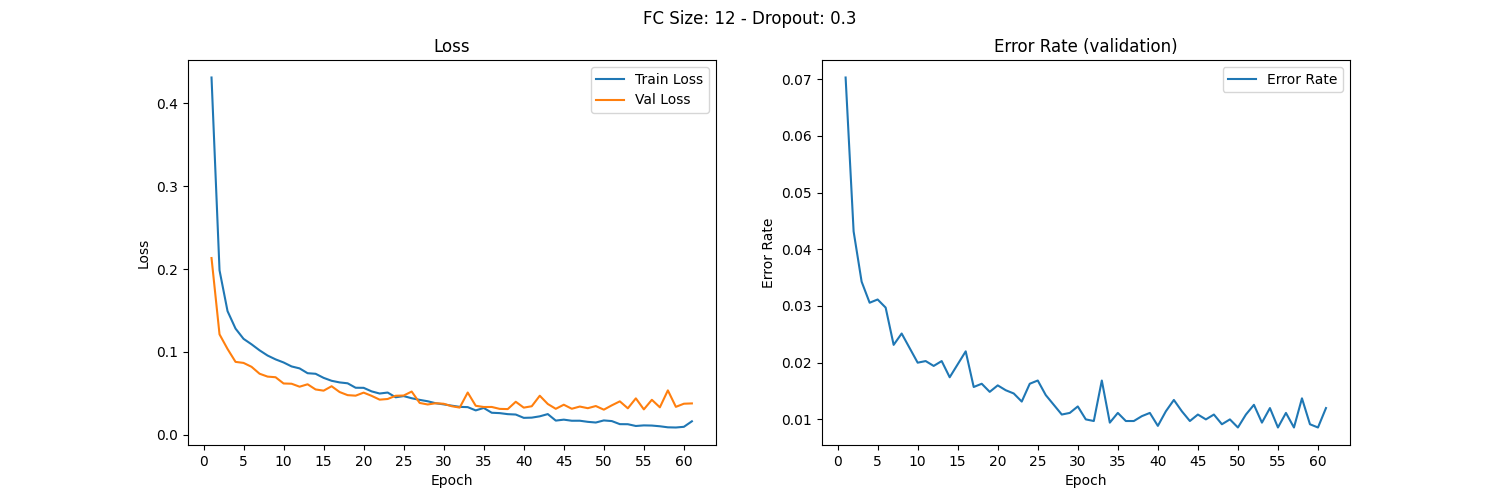 FC Size: 12 - Dropout: 0.3
Loss
Train Loss
Val Loss
0.4
0.3
0.2
0.1
0.0
Loss
0 5 10 15 20 25 30 35 40 45 50 55 60
Epoch
Error Rate (validation)
Error Rate
0.07
0.06
0.05
0.04
0.03
0.02
0.01
Error Rate
0 5 10 15 20 25 30 35 40 45 50 55 60
Epoch